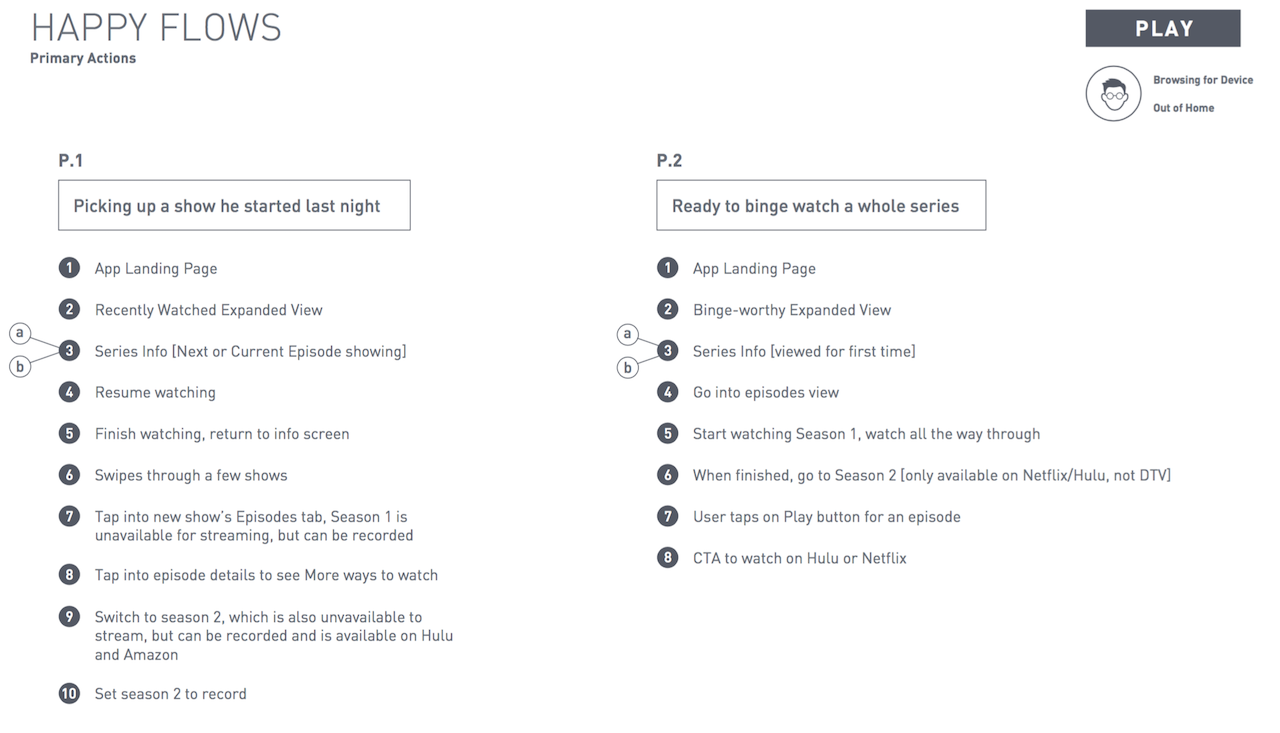 HAPPY FLOWS
Primary Actions
PLAY
Browsing for Device
Out of Home
P.1
Picking up a show he started last night
1 App Landing Page
2 Recently Watched Expanded View
a
b
3 Series Info [Next or Current Episode showing]
4 Resume watching
5 Finish watching, return to info screen
6 Swipes through a few shows
7 Tap into new show's Episodes tab, Season 1 is
unavailable for streaming, but can be recorded
8 Tap into episode details to see More ways to watch
9 Switch to season 2, which is also unvavailable to
stream, but can be recorded and is available on Hulu
and Amazon
10 Set season 2 to record
P.2
Ready to binge watch a whole series
1 App Landing Page
2 Binge-worthy Expanded View
a
b
3 Series Info [viewed for first time]
4 Go into episodes view
5 Start watching Season 1, watch all the way through
6 When finished, go to Season 2 [only available on Netflix/Hulu, not DTV]
7 User taps on Play button for an episode
8 CTA to watch on Hulu or Netflix